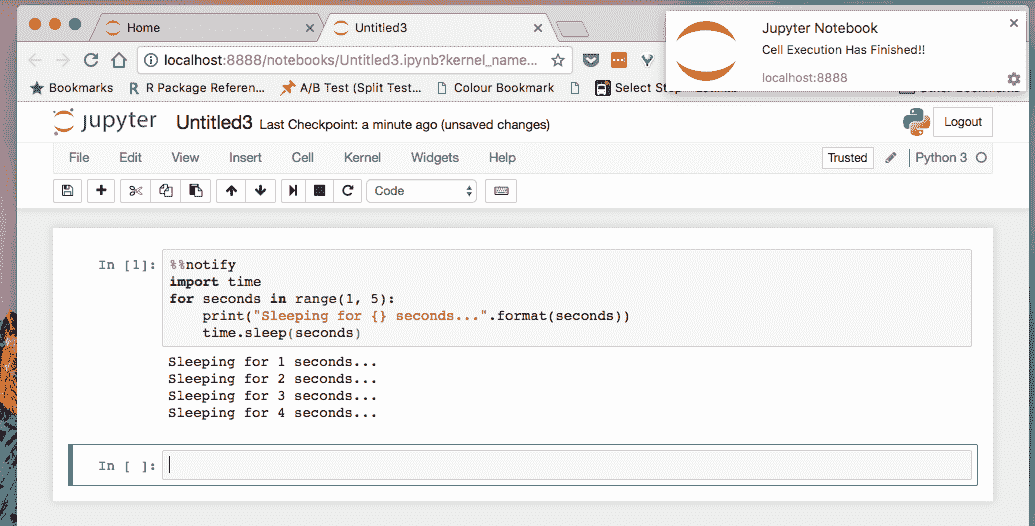 Home
Untitled3
Jupyter Notebook
Cell Execution Has Finished!!
localhost:8888
localhost:8888/notebooks/Untitled3.ipynb?kernel_name...
Bookmarks R R Package Referen... A/B Test (Split Test... Colour Bookmark Select
jupyter Untitled3 Last Checkpoint: a minute ago (unsaved changes)
Logout
File Edit View Insert Cell Kernel Widgets Help
Trusted Python 3
Code
In [1]: %%notify
import time
for seconds in range(1, 5):
    print("Sleeping for {} seconds...".format(seconds))
    time.sleep(seconds)
Sleeping for 1 seconds...
Sleeping for 2 seconds...
Sleeping for 3 seconds...
Sleeping for 4 seconds...
In [ ]: